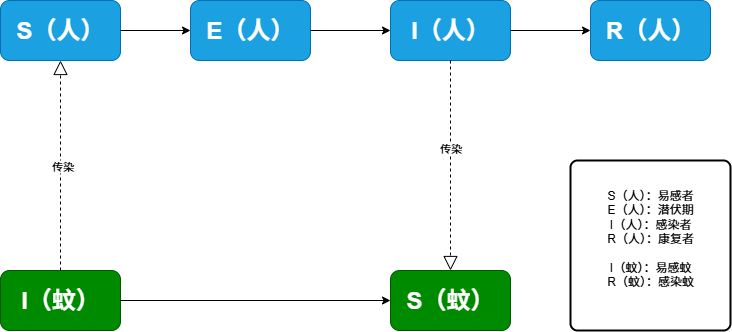 S（人）
E（人）
I（人）
R（人）
传染
传染
S（人）：易感者
E（人）：潜伏期
I（人）：感染者
R（人）：康复者
I（蚊）：易感蚊
R（蚊）：感染蚊
I（蚊）
S（蚊）